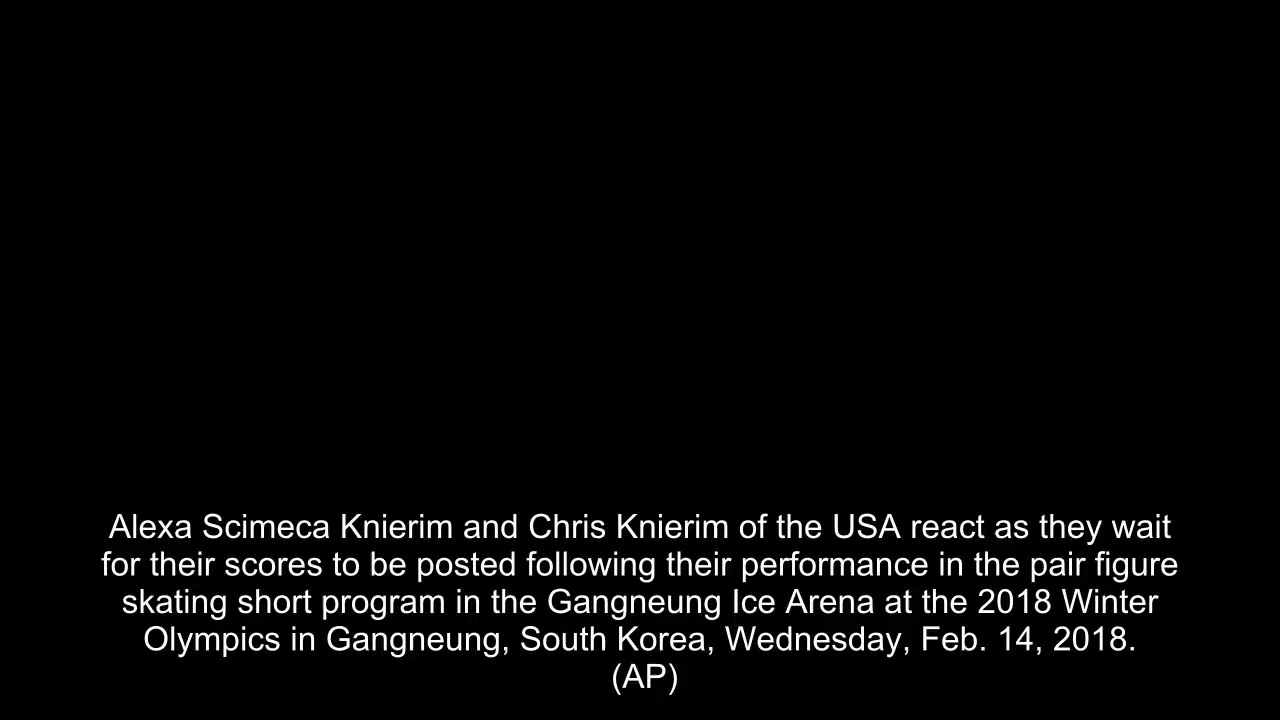 Alexa Scimeca Knierim and Chris Knierim of the USA react as they wait
for their scores to be posted following their performance in the pair figure
skating short program in the Gangneung Ice Arena at the 2018 Winter
Olympics in Gangneung, South Korea, Wednesday, Feb. 14, 2018.
(AP)